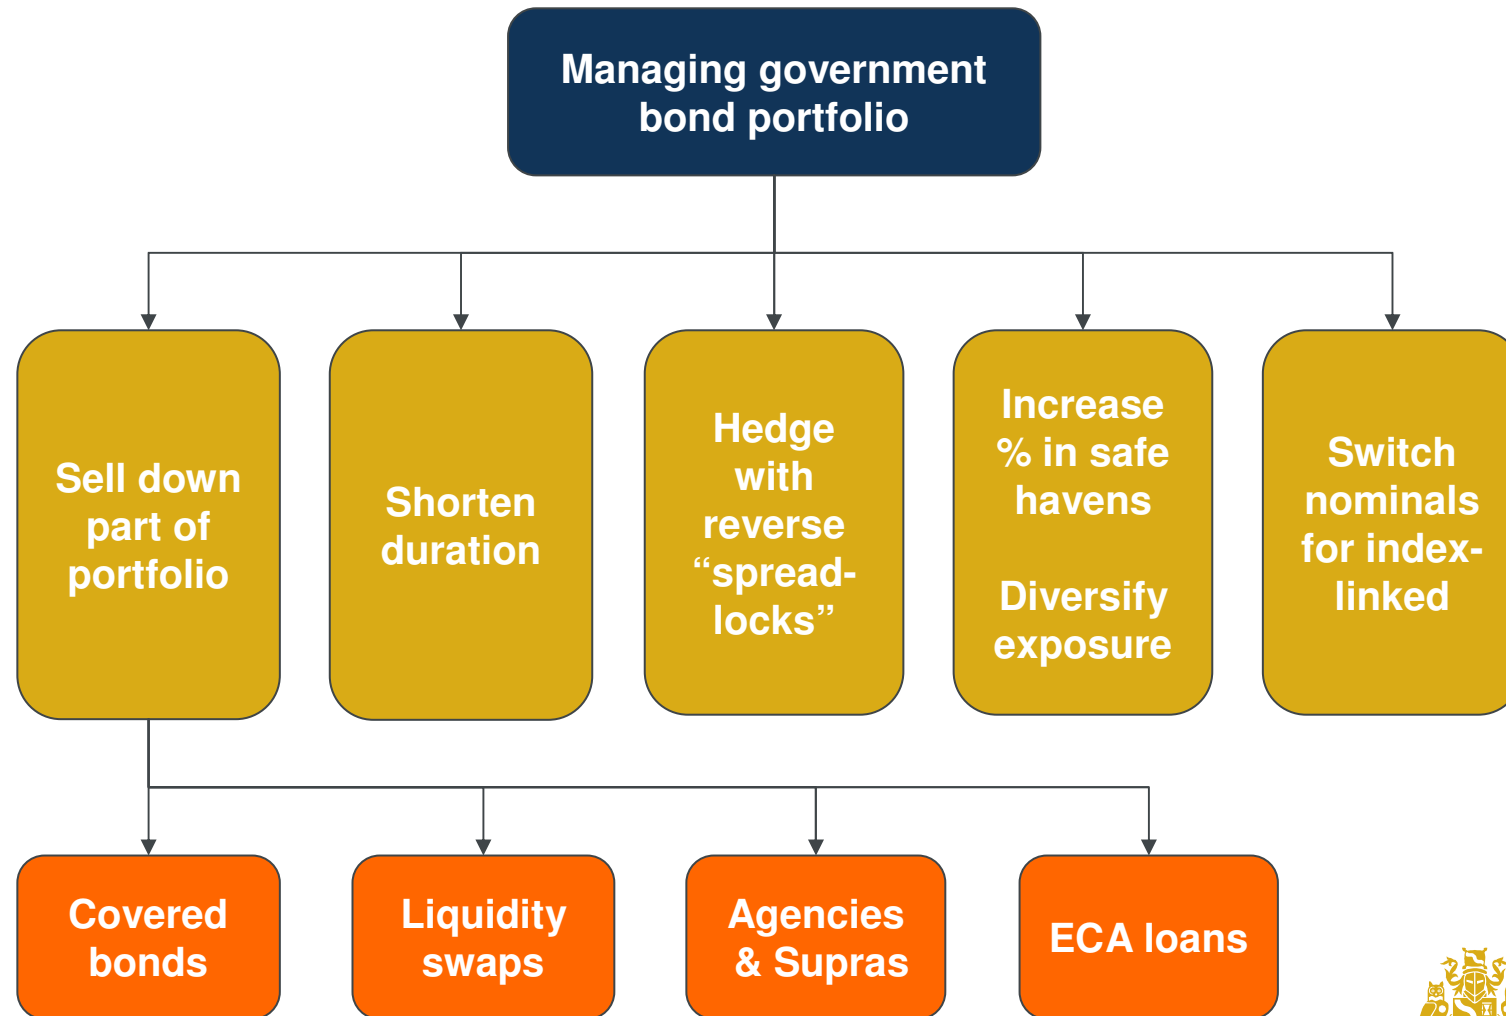 Managing government
bond portfolio
Sell down
part of
portfolio
Shorten
duration
Hedge
with
reverse
“spread-
locks”
Increase
% in safe
havens
Diversify
exposure
Switch
nominals
for index-
linked
Covered
bonds
Liquidity
swaps
Agencies
& Supras
ECA loans